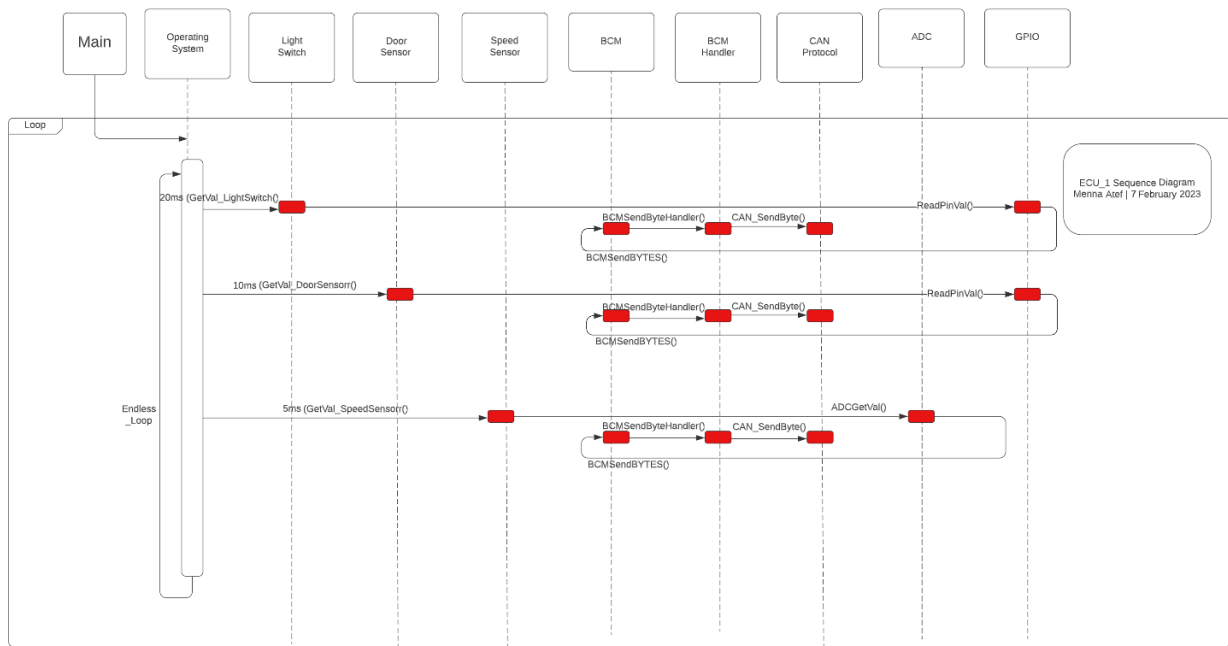 Main
Operating
System
Light
Switch
Door
Sensor
Speed
Sensor
BCM
BCM
Handler
CAN
Protocol
ADC
GPIO
Loop
ECU_1 Sequence Diagram
Menna Atef | 7 February 2023
20ms (GetVal_LightSwitch()
ReadPinVal()
BCMSendByteHandler()
CAN_SendByte()
BCMSendBYTES()
10ms (GetVal_DoorSensorr()
ReadPinVal()
BCMSendByteHandler()
CAN_SendByte()
BCMSendBYTES()
Endless
_Loop
5ms (GetVal_SpeedSensorr()
ADCGetVal()
BCMSendByteHandler()
CAN_SendByte()
BCMSendBYTES()